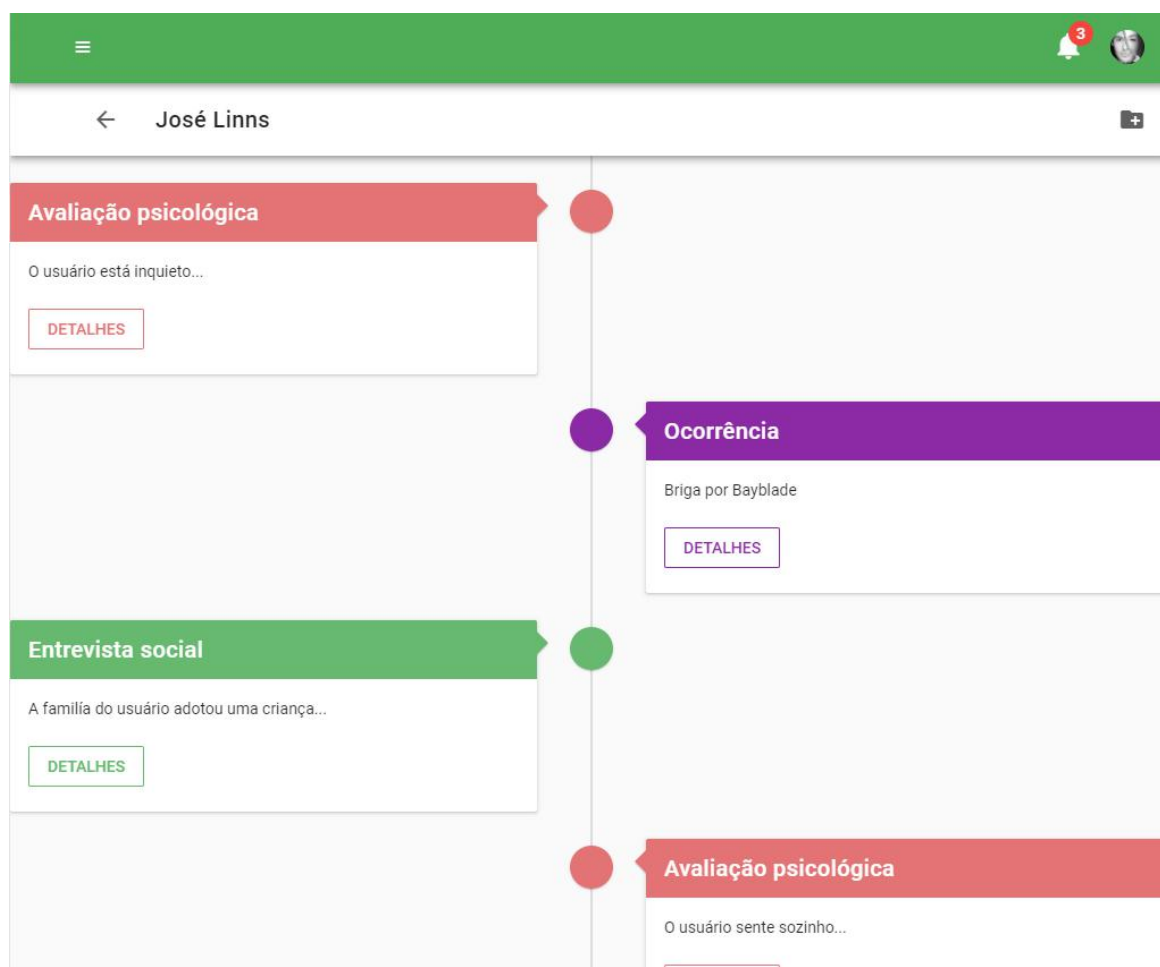 3
José Linns
Avaliação psicológica
O usuário está inquieto...
DETALHES
Ocorrência
Briga por Bayblade
DETALHES
Entrevista social
A familía do usuário adotou uma criança...
DETALHES
Avaliação psicológica
O usuário sente sozinho...